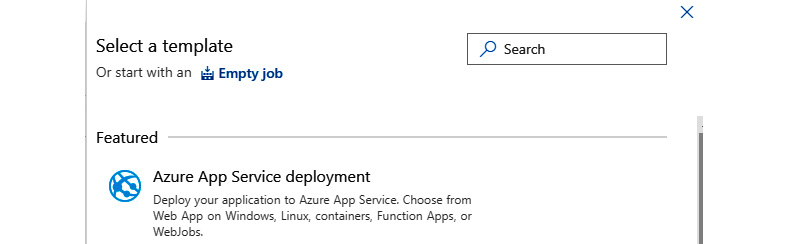 Select a template
Search
Or start with an Empty job
Featured
Azure App Service deployment
Deploy your application to Azure App Service. Choose from
Web App on Windows, Linux, containers, Function Apps, or
WebJobs.